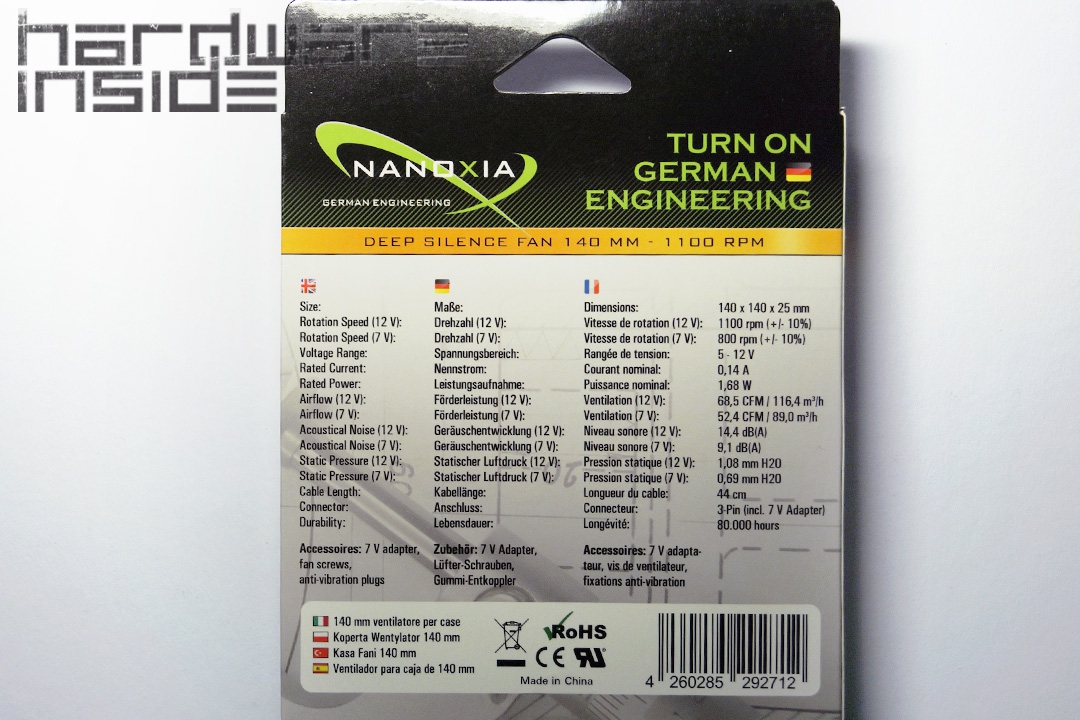 hardware
inside
NANOXIA
GERMAN ENGINEERING
TURN ON
GERMAN
ENGINEERING
DEEP SILENCE FAN 140 MM - 1100 RPM
Size: Maße: Dimensions: 140 x 140 x 25 mm
Rotation Speed (12 V): Drehzahl (12 V): Vitesse de rotation (12 V): 1100 rpm (+/- 10%)
Rotation Speed (7 V): Drehzahl (7 V): Vitesse de rotation (7 V): 800 rpm (+/- 10%)
Voltage Range: Spannungsbereich: Rangée de tension: 5 - 12 V
Rated Current: Nennstrom: Courant nominal: 0,14 A
Rated Power: Leistungsaufnahme: Puissance nominal: 1,68 W
Airflow (12 V): Förderleistung (12 V): Ventilation (12 V): 68,5 CFM / 116,4 m³/h
Airflow (7 V): Förderleistung (7 V): Ventilation (7 V): 52,4 CFM / 89,0 m³/h
Acoustical Noise (12 V): Geräuschentwicklung (12 V): Niveau sonore (12 V): 14,4 dB(A)
Acoustical Noise (7 V): Geräuschentwicklung (7 V): Niveau sonore (7 V): 9,1 dB(A)
Static Pressure (12 V): Statischer Luftdruck (12 V): Pression statique (12 V): 1,08 mm H2O
Static Pressure (7 V): Statischer Luftdruck (7 V): Pression statique (7 V): 0,69 mm H2O
Cable Length: Kabellänge: Longueur du cable: 44 cm
Connector: Anschluss: Connecteur: 3-Pin (incl. 7 V Adapter)
Durability: Lebensdauer: Longévité: 80.000 hours
Accessoires: 7 V adapter,
fan screws,
anti-vibration plugs
Zubehör: 7 V Adapter,
Lüfter-Schrauben,
Gummi-Entkoppler
Accessoires: 7 V adapta-
teur, vis de ventilateur,
fixations anti-vibration
140 mm ventilatore per case
Koperta Wentylator 140 mm
Kasa Fani 140 mm
Ventilador para caja de 140 mm
RoHS
CE
Made in China
4 260285 292712